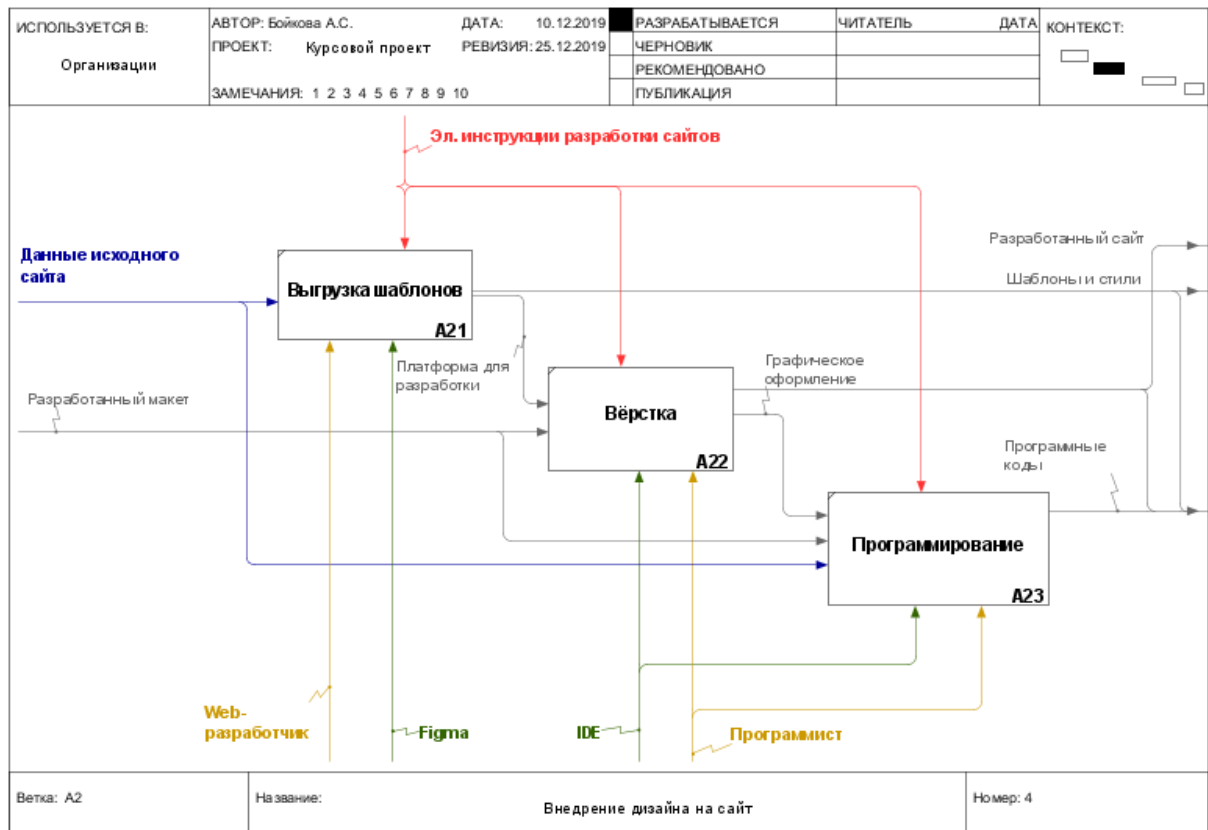 ИСПОЛЬЗУЕТСЯ В:
Организации
АВТОР: Бойкова А.С.
ДАТА: 10.12.2019
ПРОЕКТ: Курсовой проект
РЕВИЗИЯ: 25.12.2019
ЗАМЕЧАНИЯ: 1 2 3 4 5 6 7 8 9 10
РАЗРАБАТЫВАЕТСЯ
ЧЕРНОВИК
РЕКОМЕНДОВАНО
ПУБЛИКАЦИЯ
ЧИТАТЕЛЬ
ДАТА
КОНТЕКСТ:
Эл. инструкции разработки сайтов
Данные исходного
сайта
Выгрузка шаблонов
A21
Разработанный сайт
Шаблоны и стили
Платформа для
разработки
Графическое
оформление
Разработанный макет
Вёрстка
A22
Программные
коды
Программирование
A23
Web-
разработчик
Figma
IDE
Программист
Ветка: A2
Название:
Внедрение дизайна на сайт
Номер: 4